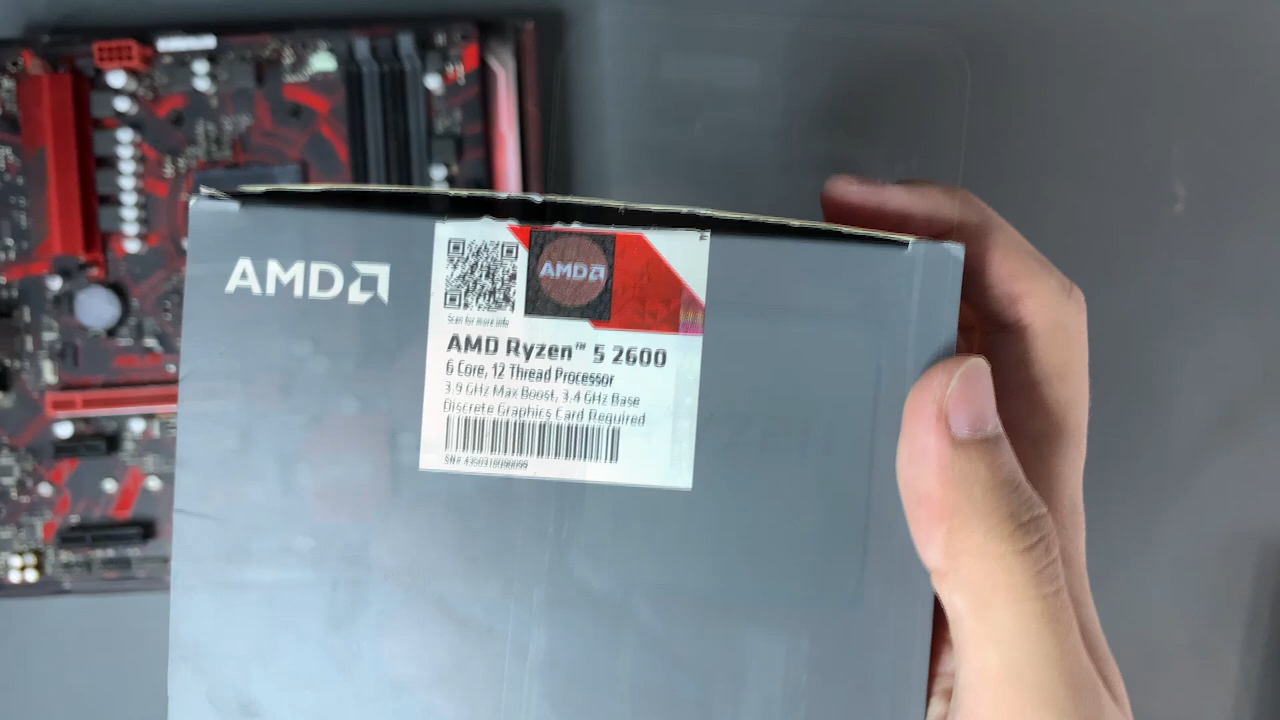 AMD
AMD
Scan for more info
AMD Ryzen™ 5 2600
6 Core, 12 Thread Processor
3.9 GHz Max Boost, 3.4 GHz Base
Discrete Graphics Card Required